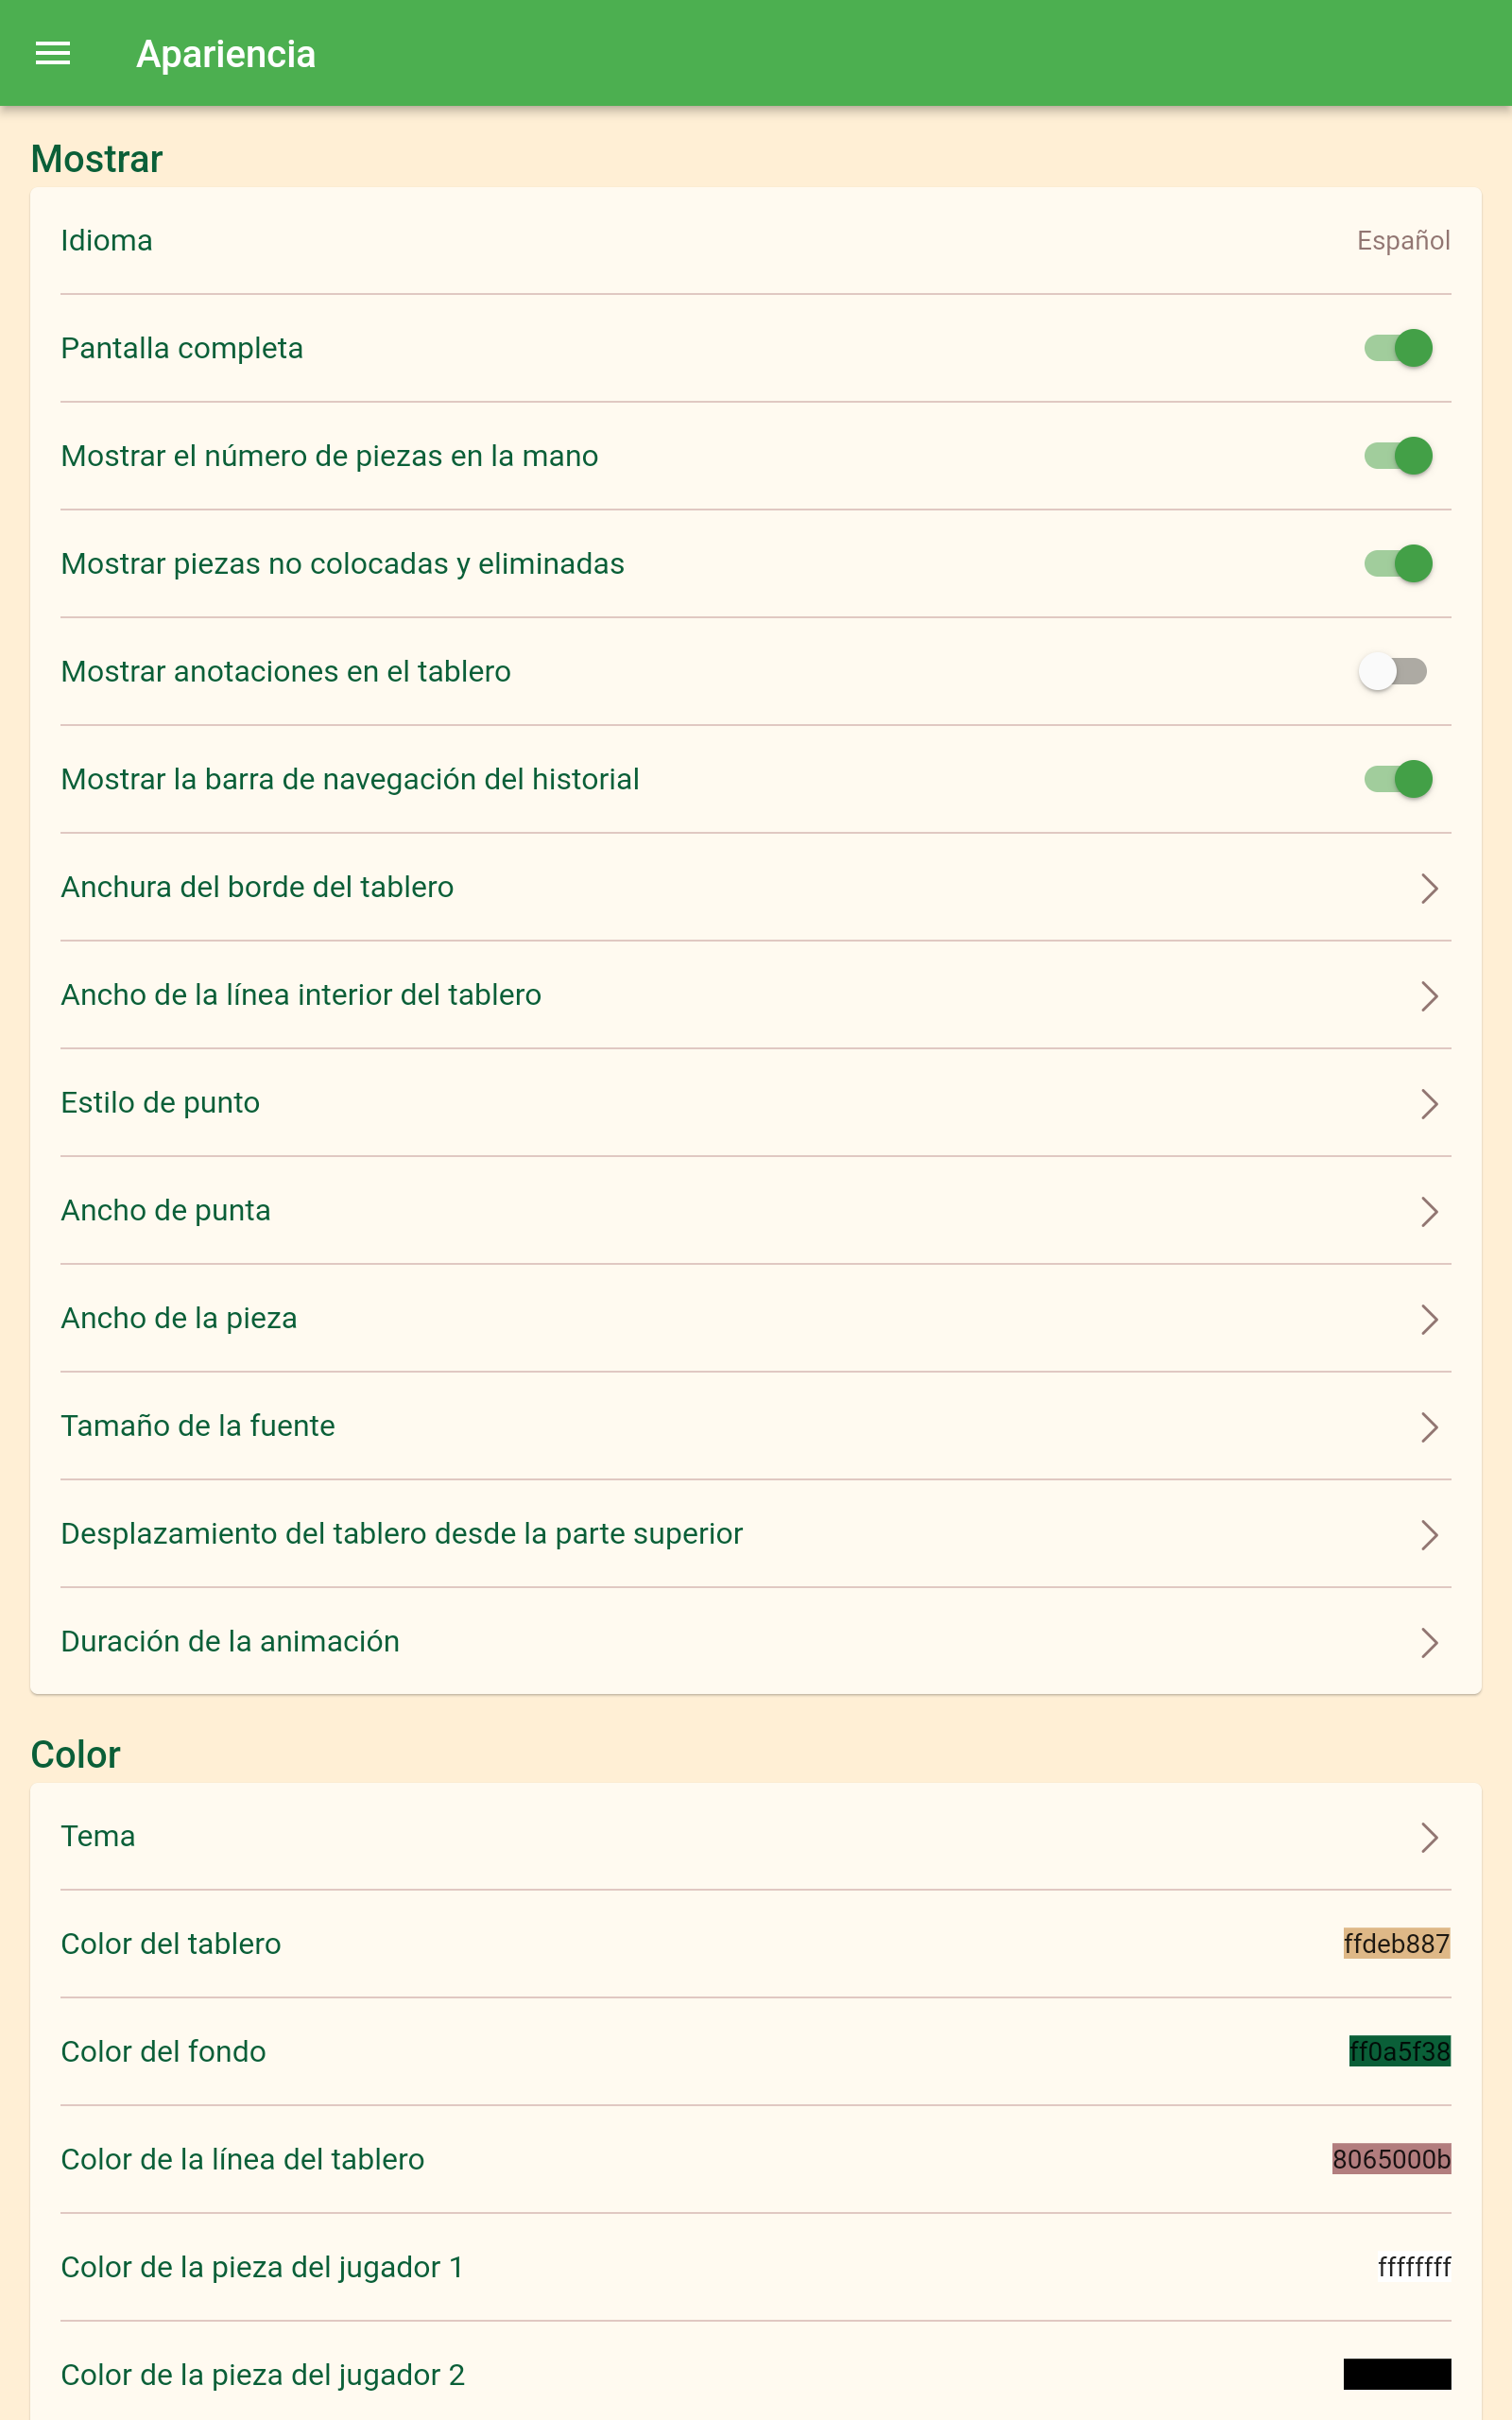 Apariencia
Mostrar
Idioma
Español
Pantalla completa
Mostrar el número de piezas en la mano
Mostrar piezas no colocadas y eliminadas
Mostrar anotaciones en el tablero
Mostrar la barra de navegación del historial
Anchura del borde del tablero
Ancho de la línea interior del tablero
Estilo de punto
Ancho de punta
Ancho de la pieza
Tamaño de la fuente
Desplazamiento del tablero desde la parte superior
Duración de la animación
Color
Tema
Color del tablero
ffdeb887
Color del fondo
ff0a5f38
Color de la línea del tablero
8065000b
Color de la pieza del jugador 1
ffffffff
Color de la pieza del jugador 2